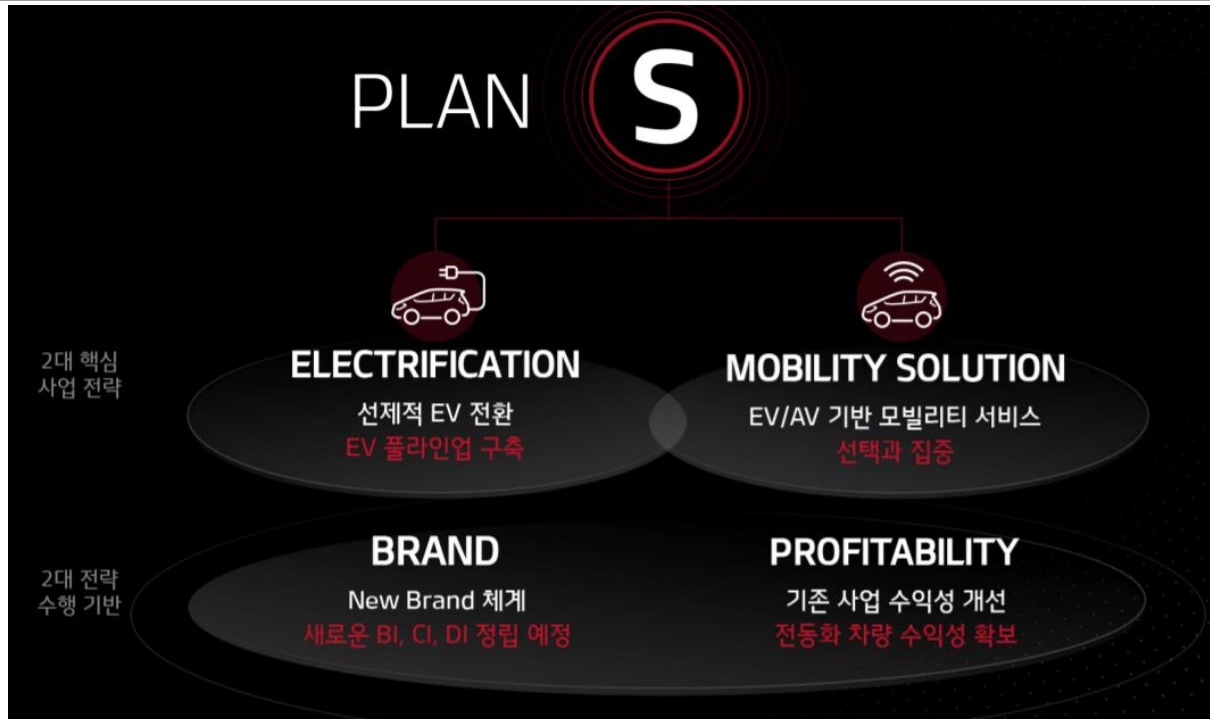 PLAN S
2대 핵심
사업 전략
ELECTRIFICATION
선제적 EV 전환
EV 풀라인업 구축
MOBILITY SOLUTION
EV/AV 기반 모빌리티 서비스
선택과 집중
2대 전략
수행 기반
BRAND
New Brand 체계
새로운 BI, CI, DI 정립 예정
PROFITABILITY
기존 사업 수익성 개선
전동화 차량 수익성 확보